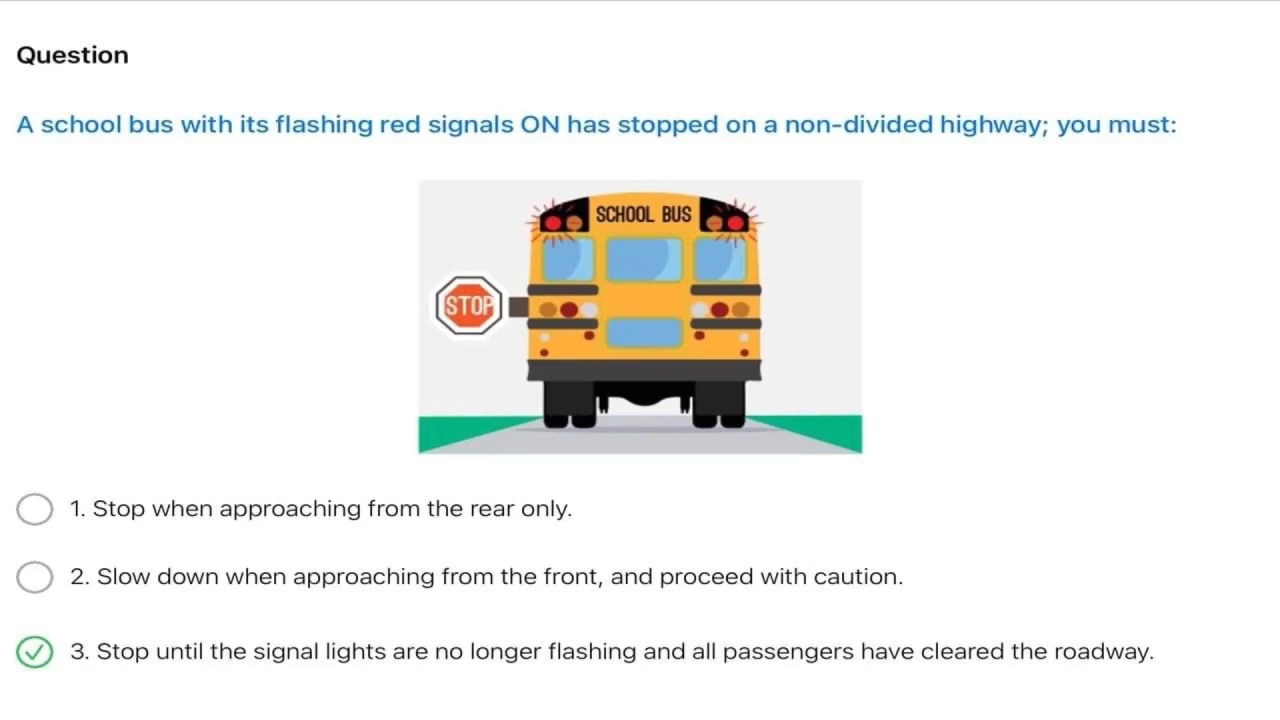 Question
A school bus with its flashing red signals ON has stopped on a non-divided highway; you must:
SCHOOL BUS
STOP
1. Stop when approaching from the rear only.
2. Slow down when approaching from the front, and proceed with caution.
3. Stop until the signal lights are no longer flashing and all passengers have cleared the roadway.